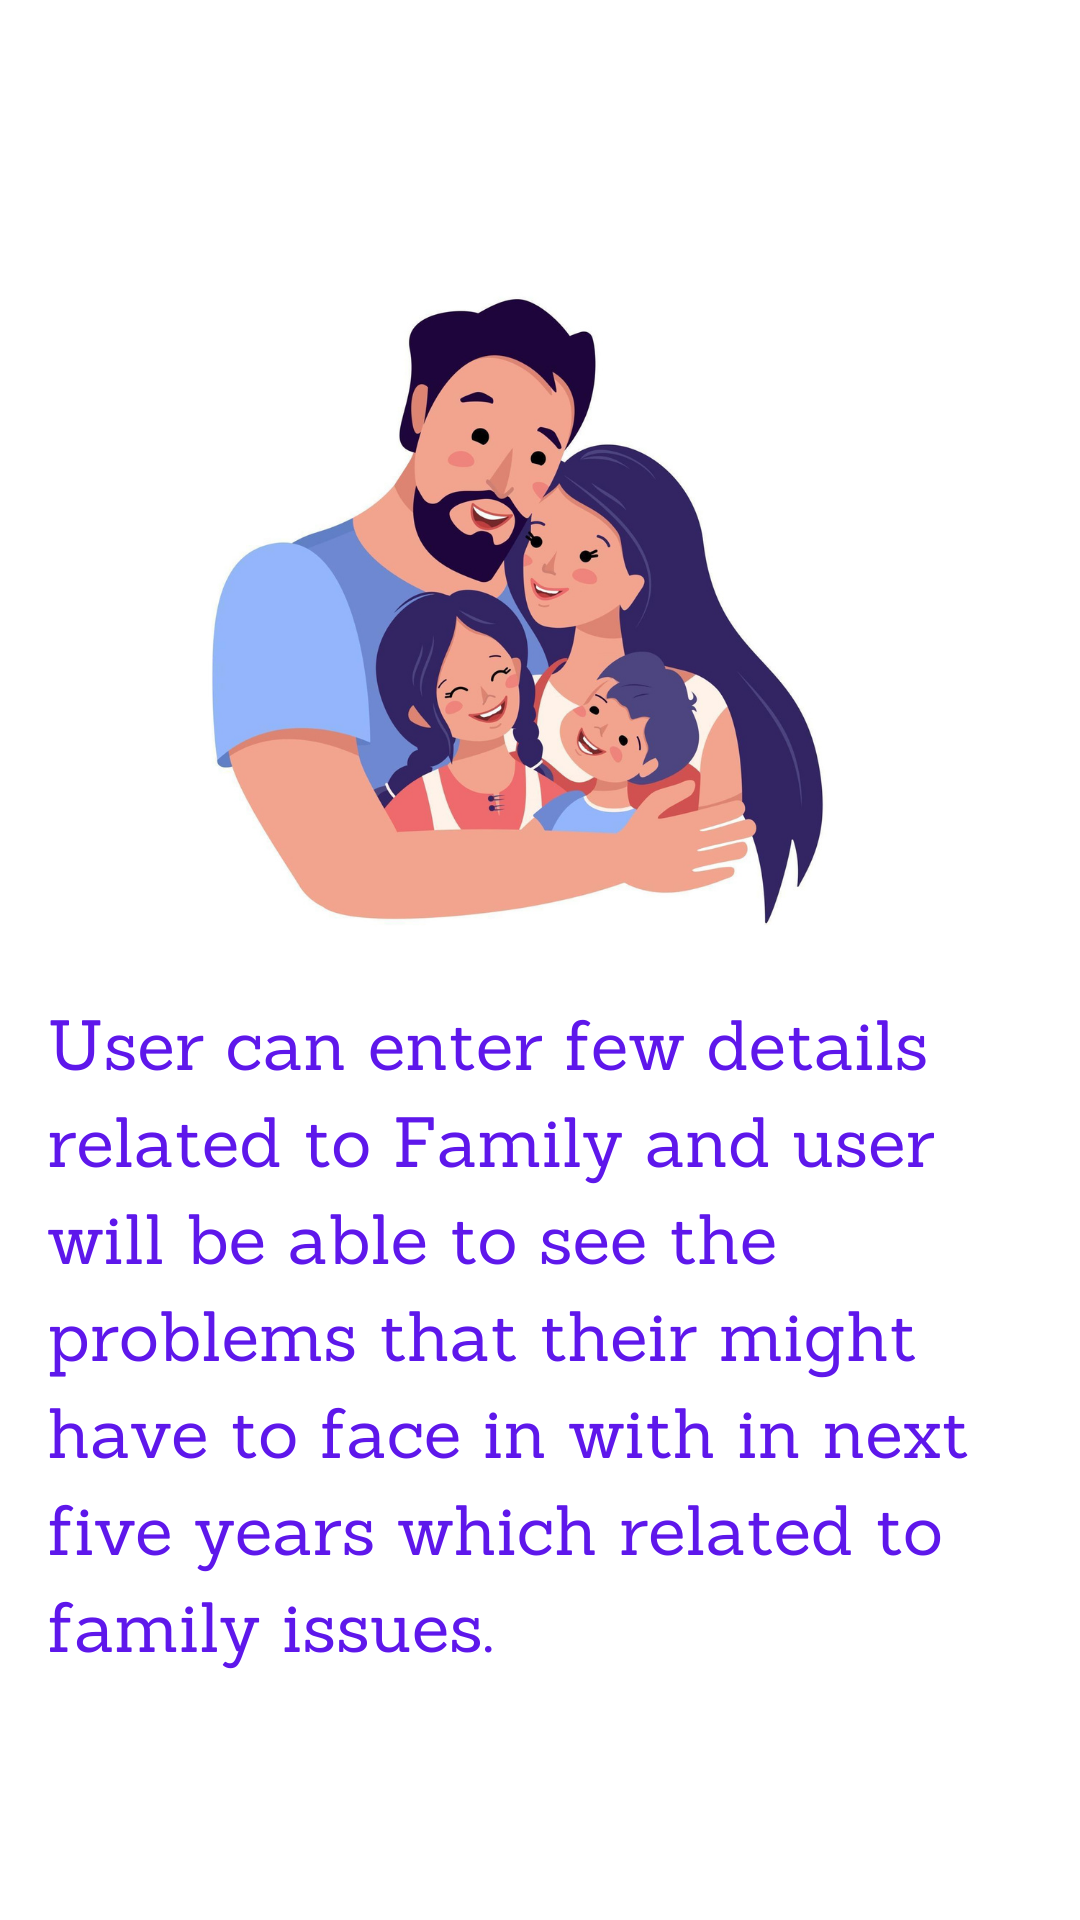 User can enter few details
related to Family and user
will be able to see the
problems that their might
have to face in with in next
five years which related to
family issues.